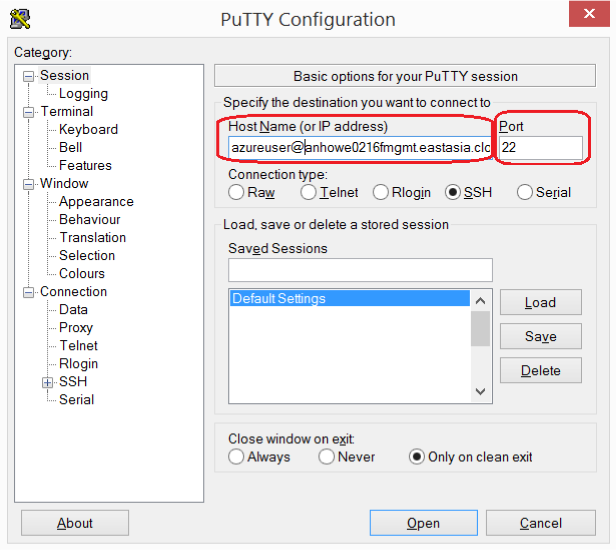 PuTTY Configuration
x
Category:
Session
Logging
Terminal
Keyboard
Bell
Features
Window
Appearance
Behaviour
Translation
Selection
Colours
Connection
Data
Proxy
Telnet
Rlogin
SSH
Serial
Basic options for your PuTTY session
Specify the destination you want to connect to
Host Name (or IP address) Port
azureuser@anhowe0216fmgmt.eastasia.clo 22
Connection type:
Raw Telnet Rlogin SSH Serial
Load, save or delete a stored session
Saved Sessions
Default Settings
Load
Save
Delete
Close window on exit:
Always Never Only on clean exit
About Open Cancel